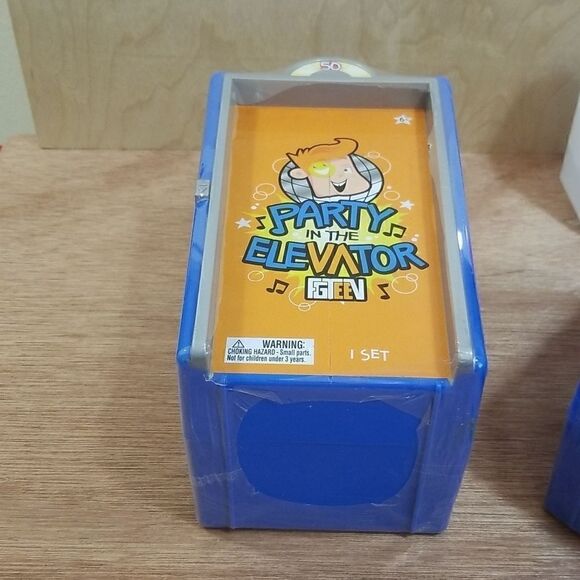 50
6+
PARTY
IN THE
ELEVATOR
FGTEEV
WARNING:
CHOKING HAZARD - Small parts.
Not for children under 3 years.
1 SET